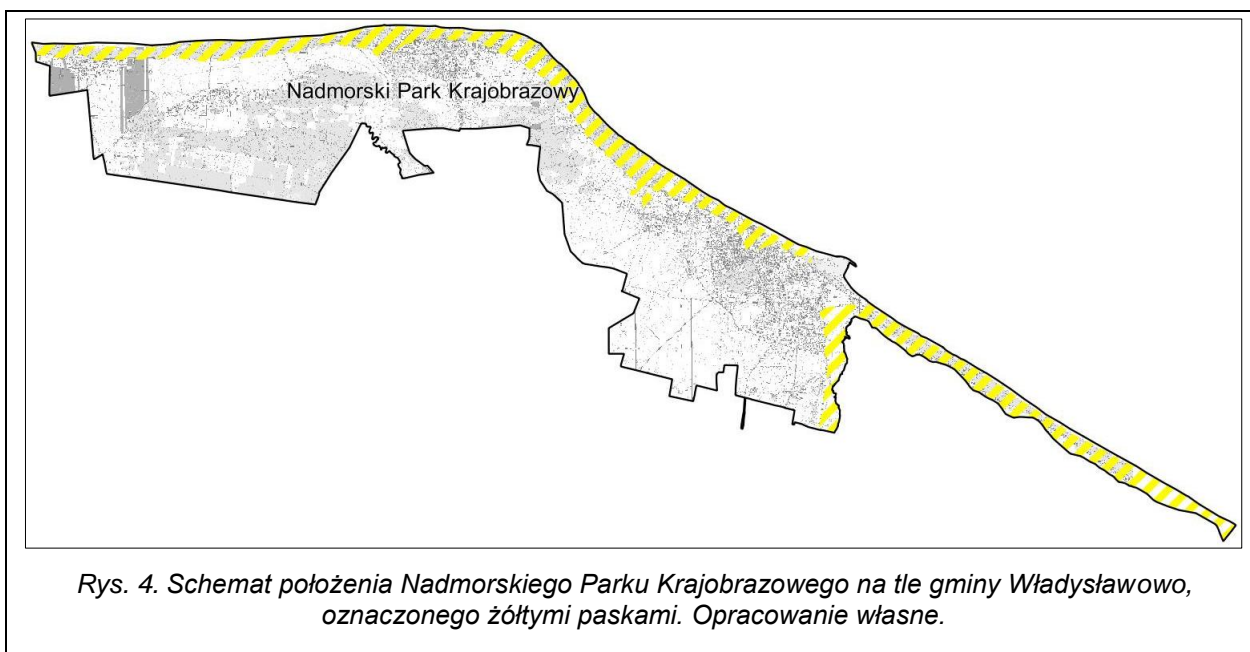 Nadmorski Park Krajobrazowy
Rys. 4. Schemat położenia Nadmorskiego Parku Krajobrazowego na tle gminy Władysławowo,
oznaczonego żółtymi paskami. Opracowanie własne.